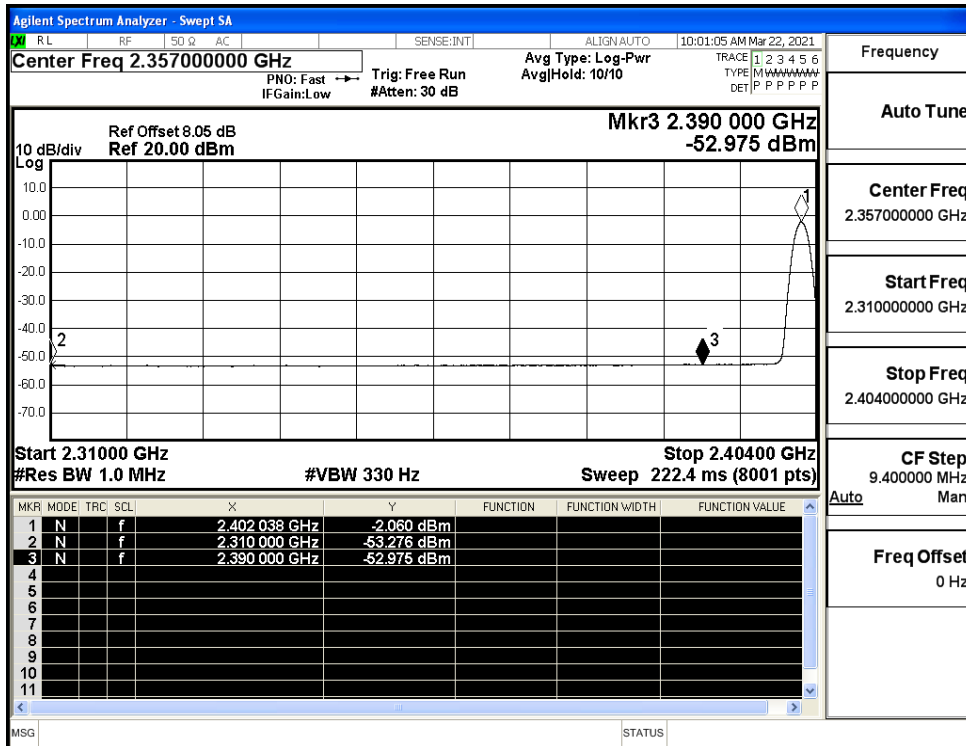 Agilent Spectrum Analyzer - Swept SA
LXI RL RF 50 Ω AC SENSE:INT ALIGN AUTO 10:01:05 AM Mar 22, 2021
Center Freq 2.357000000 GHz
PNO: Fast
IFGain:Low
Trig: Free Run
#Atten: 30 dB
Avg Type: Log-Pwr
Avg|Hold: 10/10
TRACE 1 2 3 4 5 6
TYPE M W W W W W
DET P P P P P P
Ref Offset 8.05 dB
10 dB/div Ref 20.00 dBm
Log
Mkr3 2.390 000 GHz
-52.975 dBm
10.0
0.00
-10.0
-20.0
-30.0
-40.0
-50.0
-60.0
-70.0
1
2
3
Start 2.31000 GHz Stop 2.40400 GHz
#Res BW 1.0 MHz #VBW 330 Hz Sweep 222.4 ms (8001 pts)
MKR MODE TRC SCL X Y FUNCTION FUNCTION WIDTH FUNCTION VALUE
1 N f 2.402 038 GHz -2.060 dBm
2 N f 2.310 000 GHz -53.276 dBm
3 N f 2.390 000 GHz -52.975 dBm
4
5
6
7
8
9
10
11
MSG STATUS
Frequency
Auto Tune
Center Freq
2.357000000 GHz
Start Freq
2.310000000 GHz
Stop Freq
2.404000000 GHz
CF Step
9.400000 MHz
Auto Man
Freq Offset
0 Hz